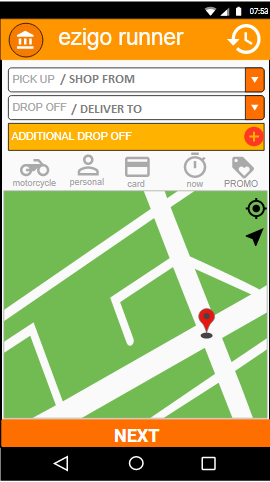 07:53
ezigo runner
PICK UP / SHOP FROM
DROP OFF / DELIVER TO
ADDITIONAL DROP OFF
motorcycle personal card now PROMO
NEXT